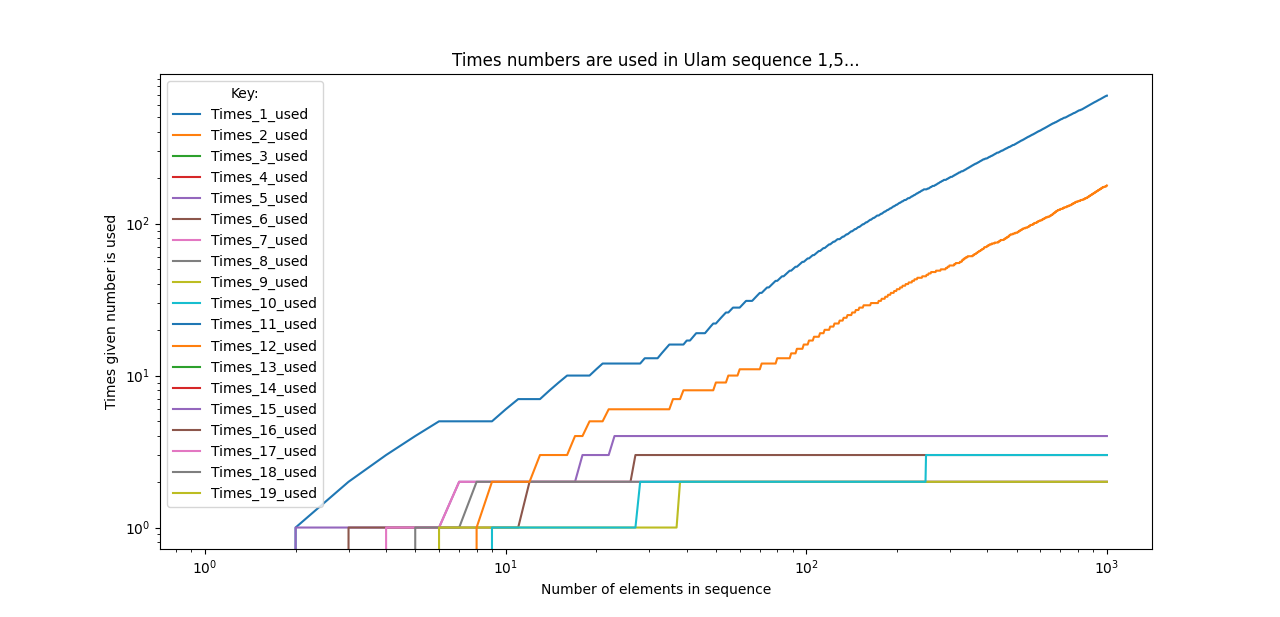 Times numbers are used in Ulam sequence 1,5...
Key:
Times_1_used
Times_2_used
Times_3_used
Times_4_used
Times_5_used
Times_6_used
Times_7_used
Times_8_used
Times_9_used
Times_10_used
Times_11_used
Times_12_used
Times_13_used
Times_14_used
Times_15_used
Times_16_used
Times_17_used
Times_18_used
Times_19_used
Times given number is used
10²
10¹
10⁰
10⁰ 10¹ 10² 10³
Number of elements in sequence